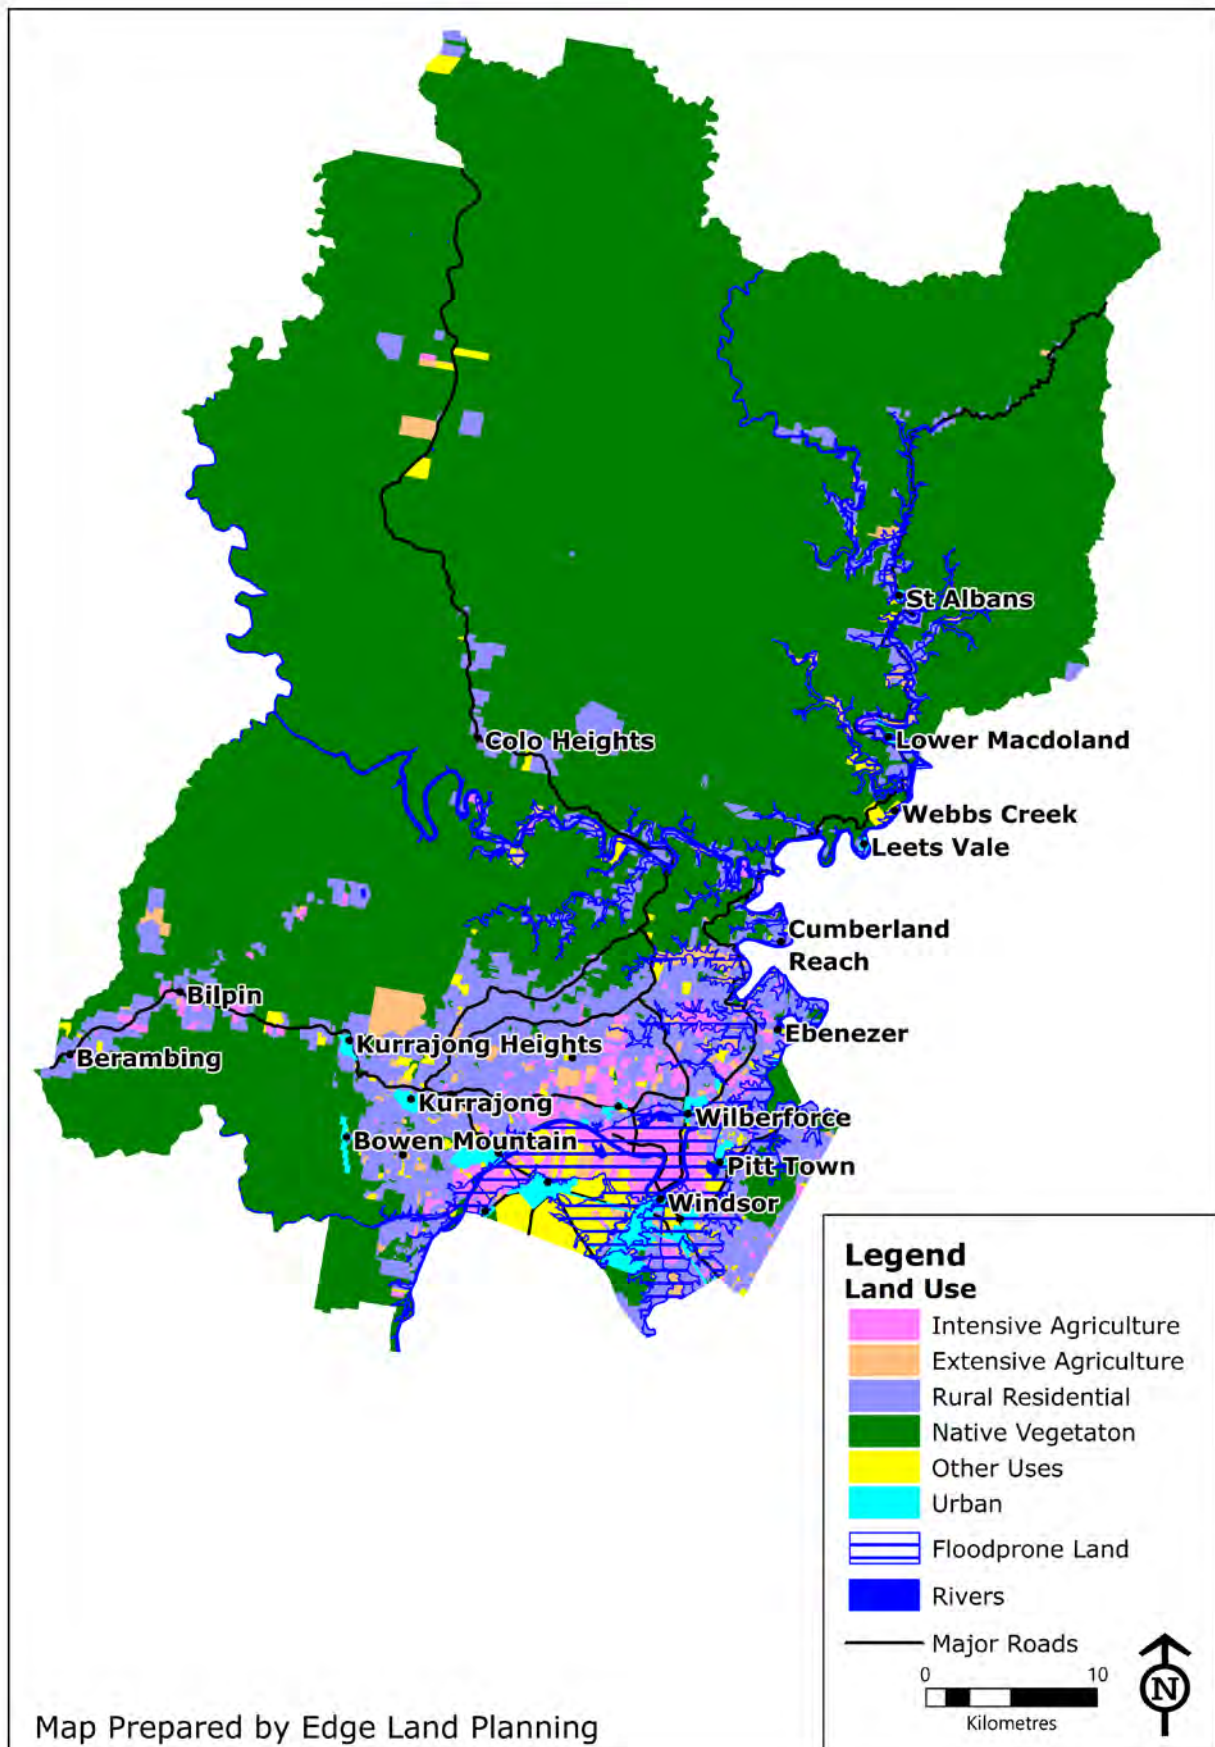 St Albans
Colo Heights
Lower Macdoland
Webbs Creek
Leets Vale
Cumberland
Reach
Bilpin
Ebenezer
Kurrajong Heights
Berambing
Kurrajong
Wilberforce
Bowen Mountain
Pitt Town
Windsor
Legend
Land Use
Intensive Agriculture
Extensive Agriculture
Rural Residential
Native Vegetaton
Other Uses
Urban
Floodprone Land
Rivers
Major Roads
0 10
Kilometres
N
Map Prepared by Edge Land Planning